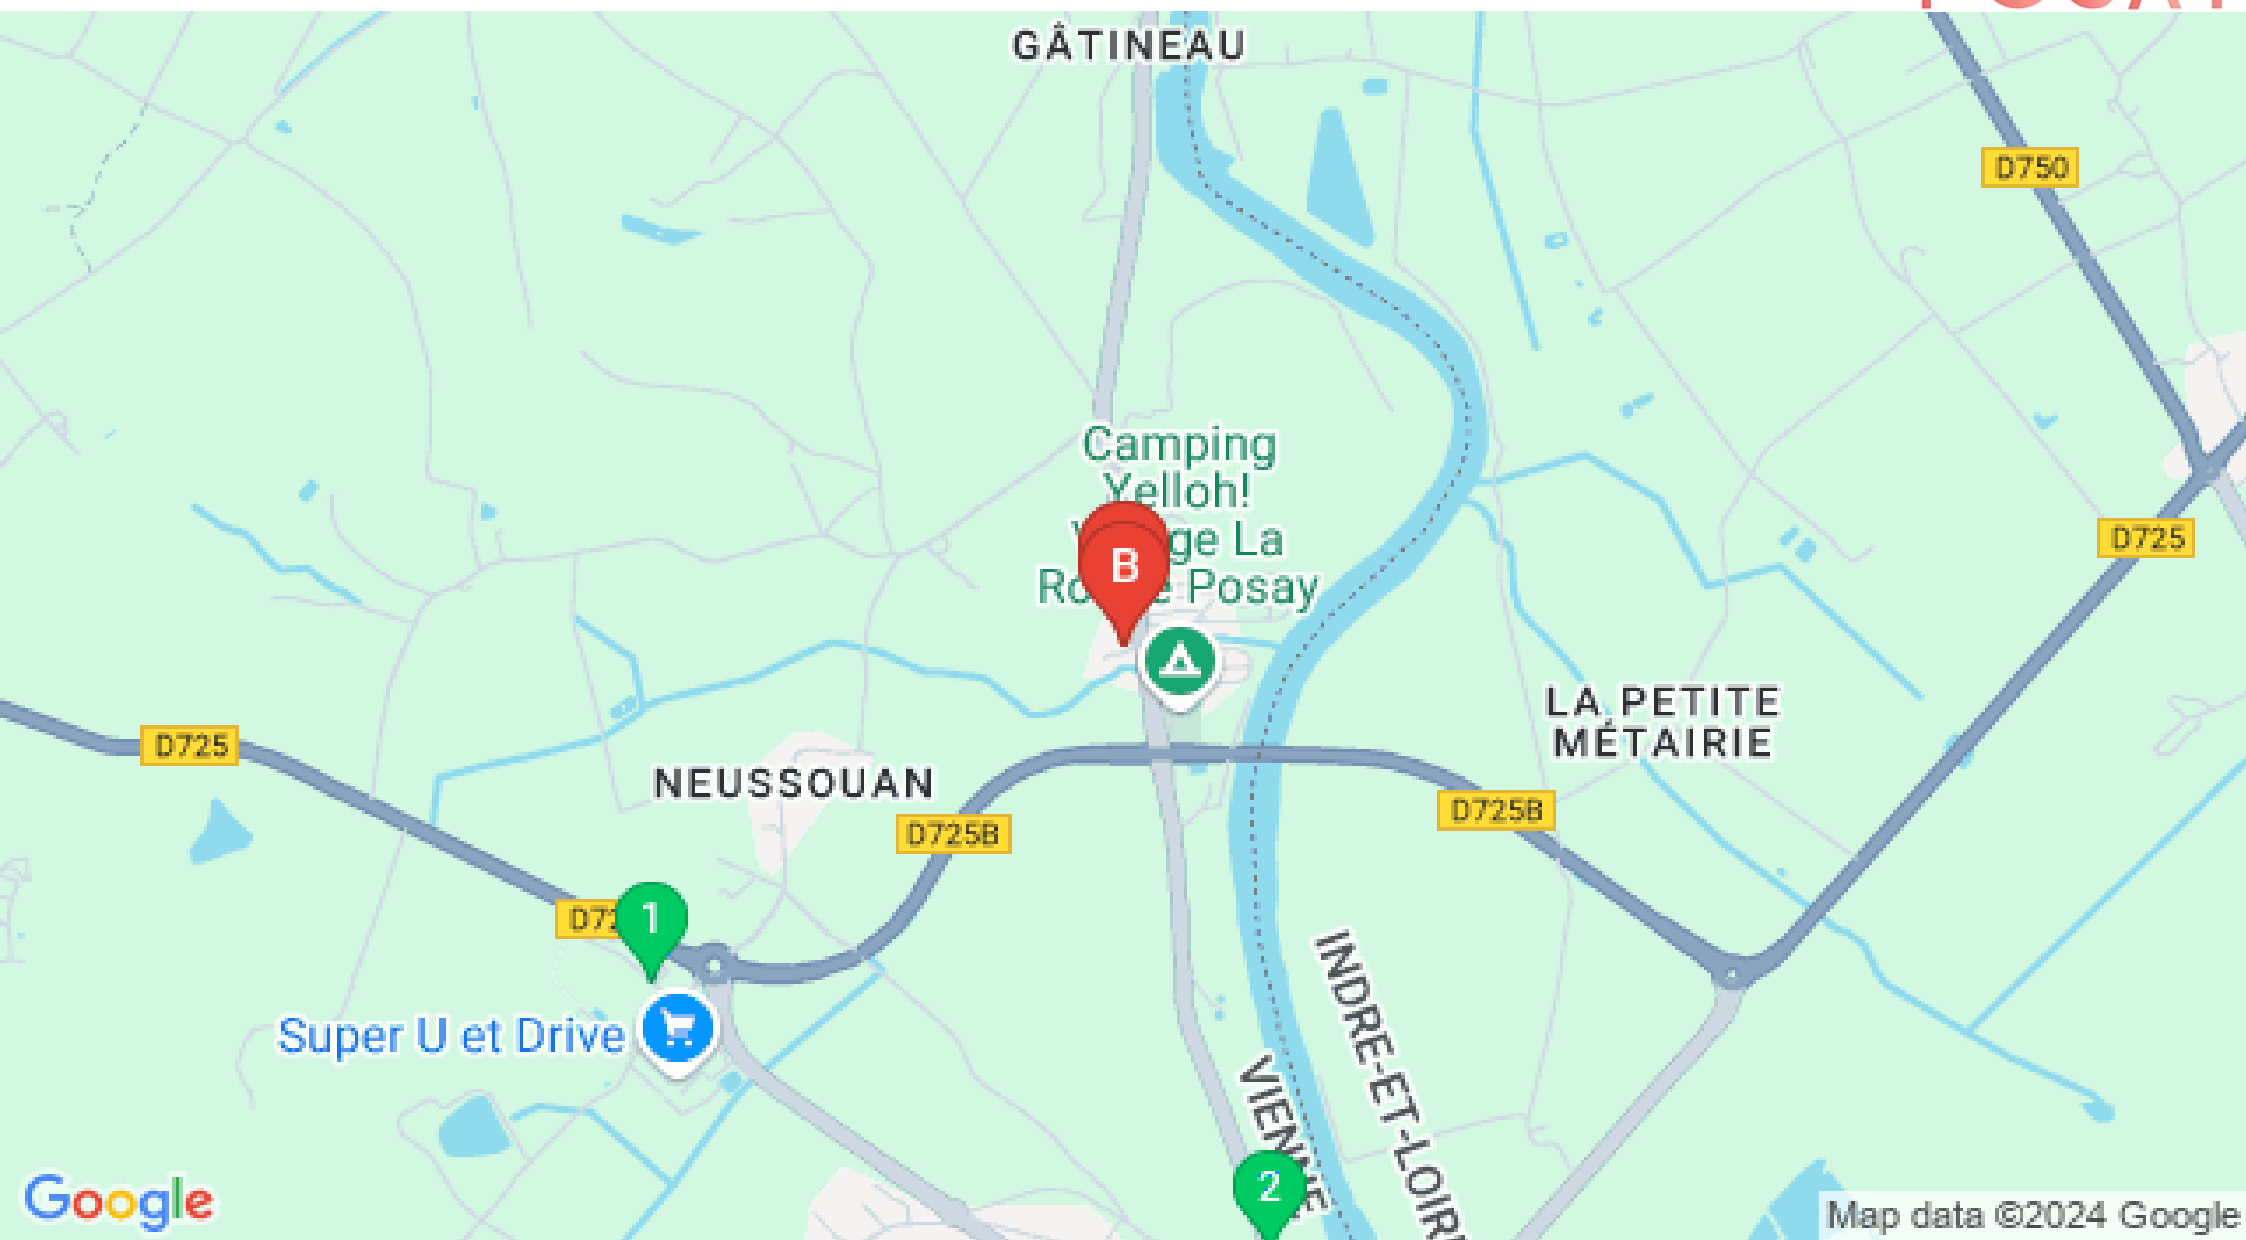 GÂTINEAU
D750
Camping
Yelloh!
ge La
B
Posay
D725
LA PETITE
MÉTAIRIE
D725
NEUSSOUAN
D725B
D725B
1
Super U et Drive
INDRE-ET-LOIR
VIENNE
2
Google
Map data ©2024 Google